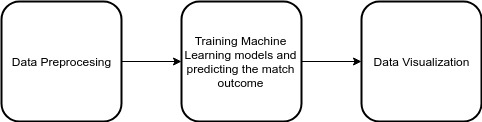 Data Preprocesing
Training Machine
Learning models and
predicting the match
outcome
Data Visualization